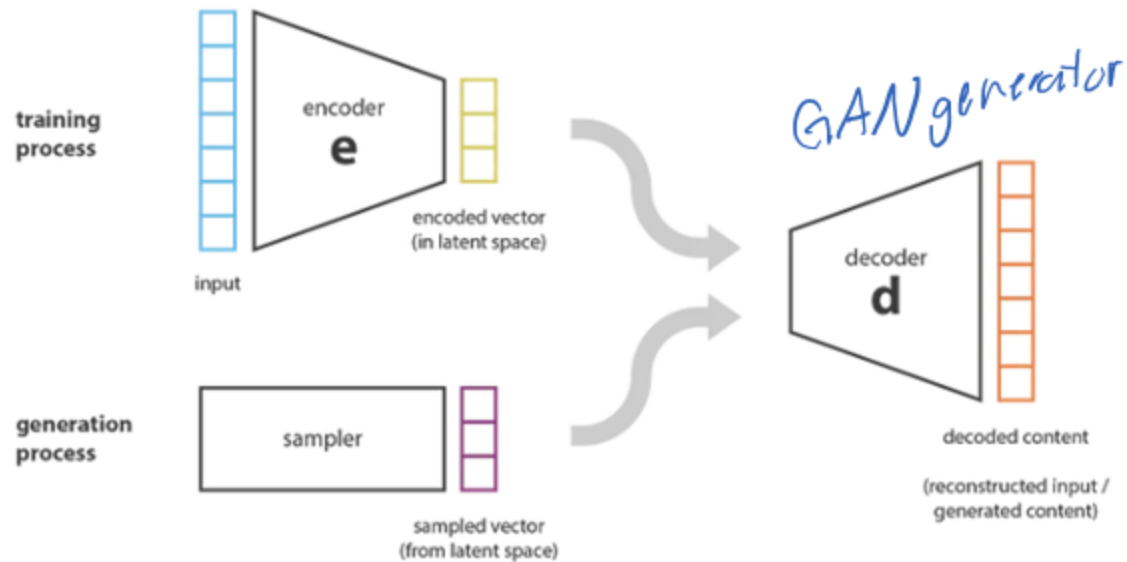 training
process
encoder
e
encoded vector
(in latent space)
input
GAN generator
decoder
d
decoded content
(reconstructed input /
generated content)
generation
process
sampler
sampled vector
(from latent space)